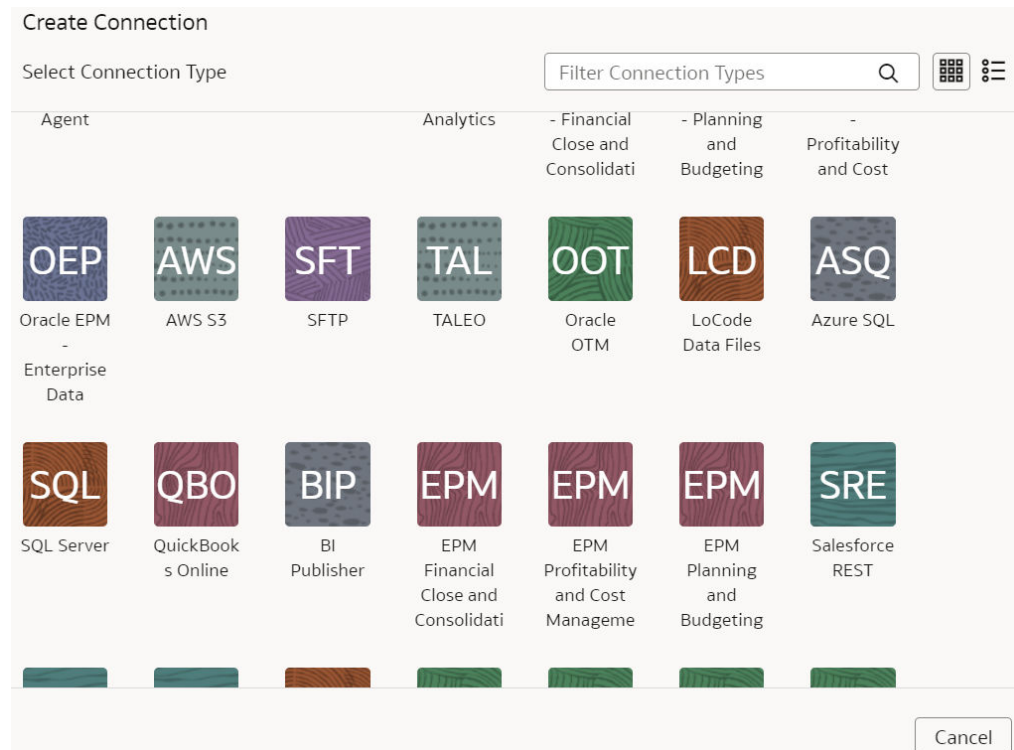 Create Connection
Select Connection Type
Filter Connection Types
Agent
Analytics
- Financial
Close and
Consolidati
- Planning
and
Budgeting
-
Profitability
and Cost
OEP
AWS
SFT
TAL
OOT
LCD
ASQ
Oracle EPM
-
Enterprise
Data
AWS S3
SFTP
TALEO
Oracle
OTM
LoCode
Data Files
Azure SQL
SQL
QBO
BIP
EPM
EPM
EPM
SRE
SQL Server
QuickBook
s Online
BI
Publisher
EPM
Financial
Close and
Consolidati
EPM
Profitability
and Cost
Manageme
EPM
Planning
and
Budgeting
Salesforce
REST
Cancel